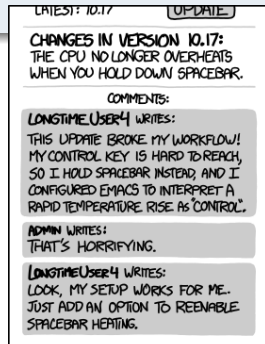 LATEST: 10.17 UPDATE
CHANGES IN VERSION 10.17:
THE CPU NO LONGER OVERHEATS
WHEN YOU HOLD DOWN SPACEBAR.
COMMENTS:
LONGTIMEUSER4 WRITES:
THIS UPDATE BROKE MY WORKFLOW!
MY CONTROL KEY IS HARD TO REACH,
SO I HOLD SPACEBAR INSTEAD, AND I
CONFIGURED EMACS TO INTERPRET A
RAPID TEMPERATURE RISE AS "CONTROL".
ADMIN WRITES:
THAT'S HORRIFYING.
LONGTIMEUSER4 WRITES:
LOOK, MY SETUP WORKS FOR ME.
JUST ADD AN OPTION TO REENABLE
SPACEBAR HEATING.